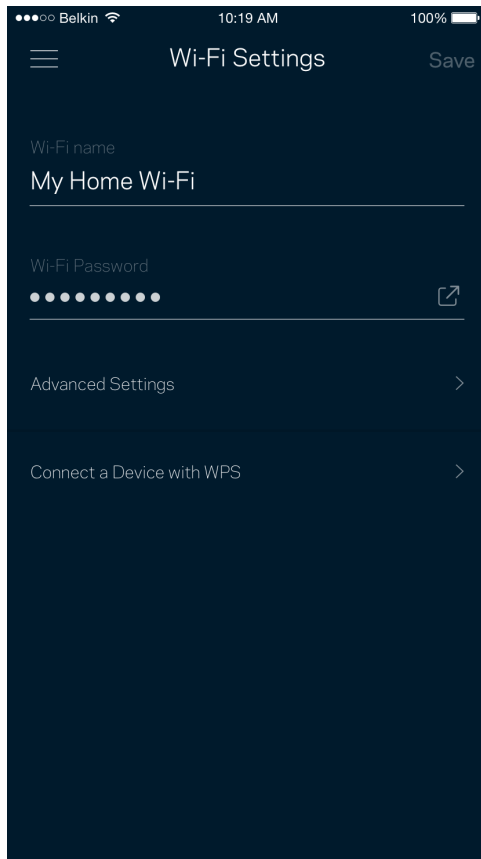 Belkin 10:19 AM 100%
Wi-Fi Settings Save
Wi-Fi name
My Home Wi-Fi
Wi-Fi Password
●●●●●●●●●
Advanced Settings
Connect a Device with WPS